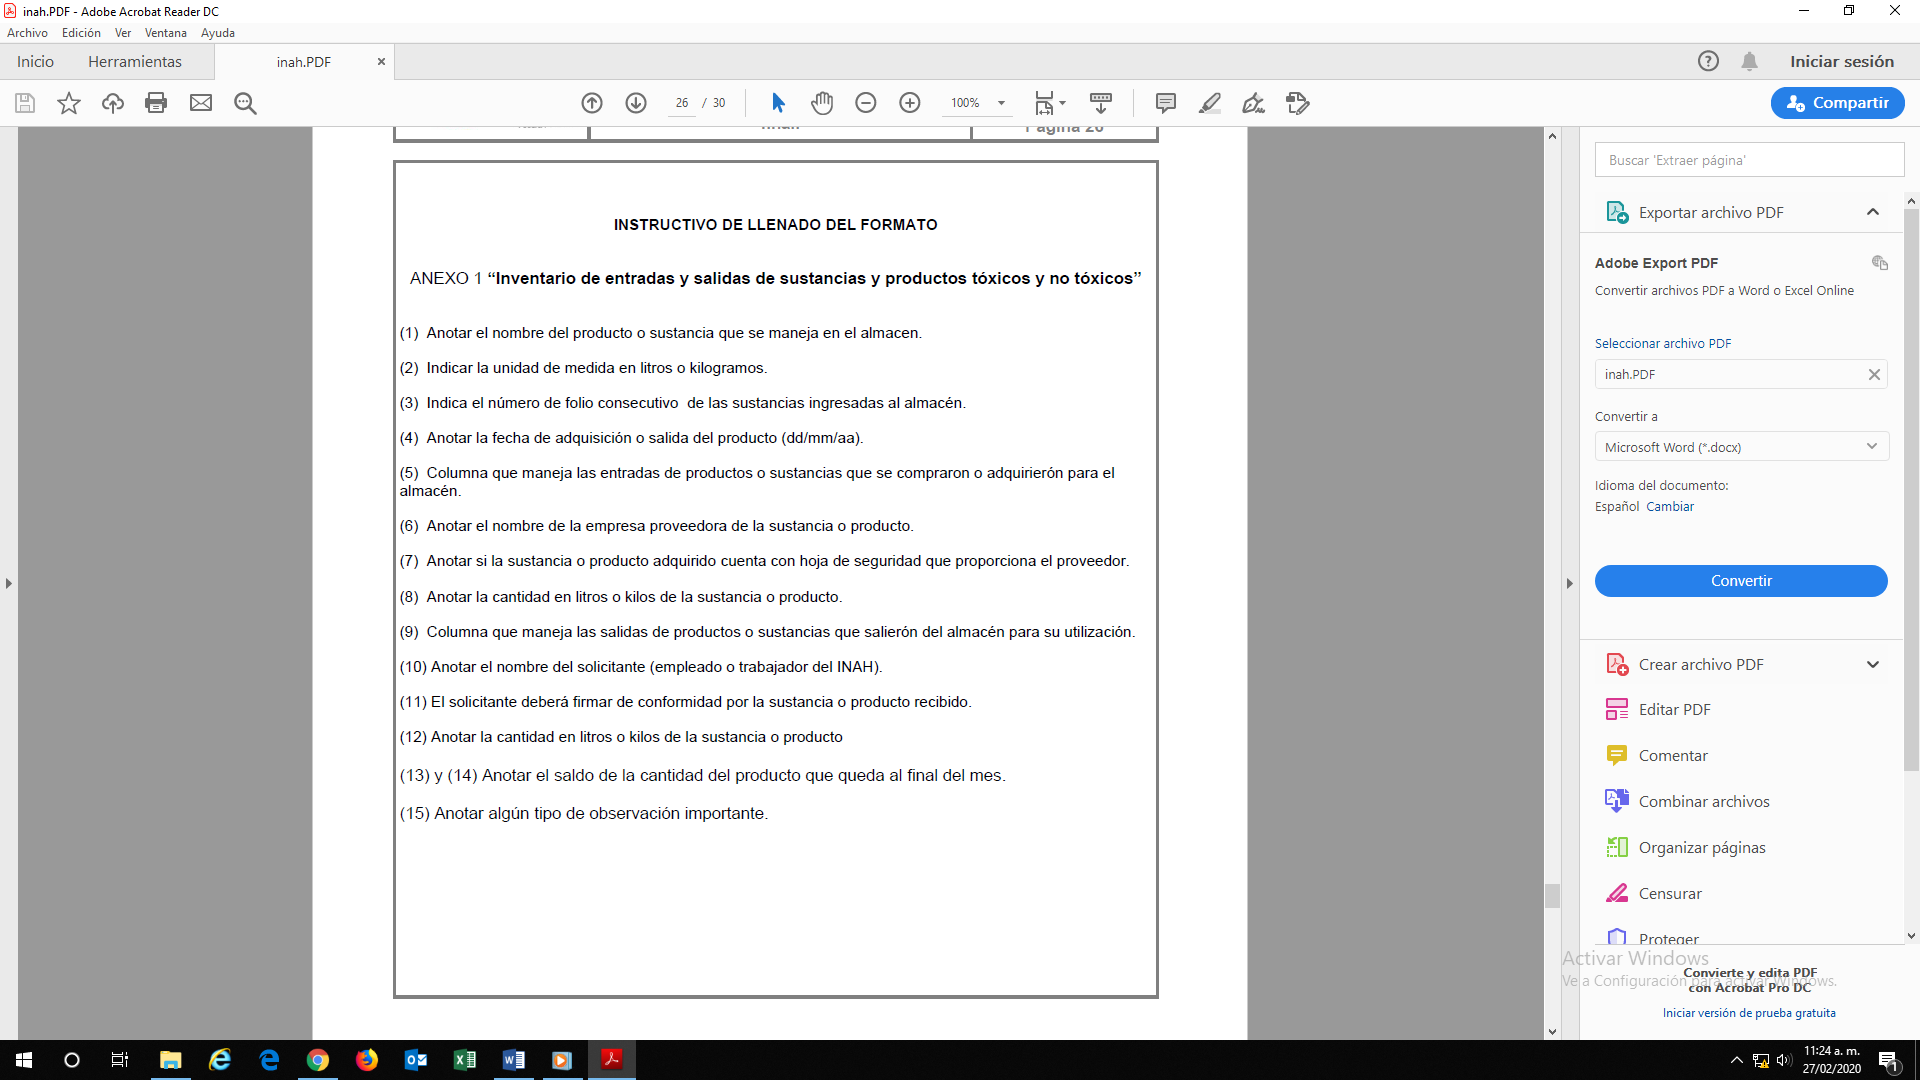 inah.PDF - Adobe Acrobat Reader DC
Archivo Edición Ver Ventana Ayuda
Inicio Herramientas inah.PDF Iniciar sesión
26 / 30 100% Compartir
Página 26
INSTRUCTIVO DE LLENADO DEL FORMATO
ANEXO 1 “Inventario de entradas y salidas de sustancias y productos tóxicos y no tóxicos”
(1) Anotar el nombre del producto o sustancia que se maneja en el almacen.
(2) Indicar la unidad de medida en litros o kilogramos.
(3) Indica el número de folio consecutivo de las sustancias ingresadas al almacén.
(4) Anotar la fecha de adquisición o salida del producto (dd/mm/aa).
(5) Columna que maneja las entradas de productos o sustancias que se compraron o adquirierón para el
almacén.
(6) Anotar el nombre de la empresa proveedora de la sustancia o producto.
(7) Anotar si la sustancia o producto adquirido cuenta con hoja de seguridad que proporciona el proveedor.
(8) Anotar la cantidad en litros o kilos de la sustancia o producto.
(9) Columna que maneja las salidas de productos o sustancias que salierón del almacén para su utilización.
(10) Anotar el nombre del solicitante (empleado o trabajador del INAH).
(11) El solicitante deberá firmar de conformidad por la sustancia o producto recibido.
(12) Anotar la cantidad en litros o kilos de la sustancia o producto
(13) y (14) Anotar el saldo de la cantidad del producto que queda al final del mes.
(15) Anotar algún tipo de observación importante.
Buscar 'Extraer página'
Exportar archivo PDF
Adobe Export PDF
Convertir archivos PDF a Word o Excel Online
Seleccionar archivo PDF
inah.PDF
Convertir a
Microsoft Word (*.docx)
Idioma del documento:
Español Cambiar
Convertir
Crear archivo PDF
Editar PDF
Comentar
Combinar archivos
Organizar páginas
Censurar
Proteger
Activar Windows
Ve a Configuración para activar Windows.
Convierte y edita PDF
con Acrobat Pro DC
Iniciar versión de prueba gratuita
11:24 a. m.
27/02/2020
1